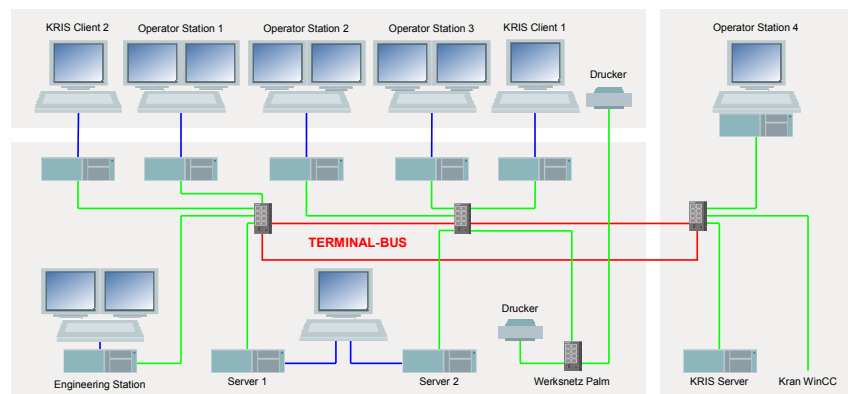 KRIS Client 2
Operator Station 1
Operator Station 2
Operator Station 3
KRIS Client 1
Operator Station 4
Drucker
TERMINAL-BUS
Drucker
Engineering Station
Server 1
Server 2
Werksnetz Palm
KRIS Server
Kran WinCC